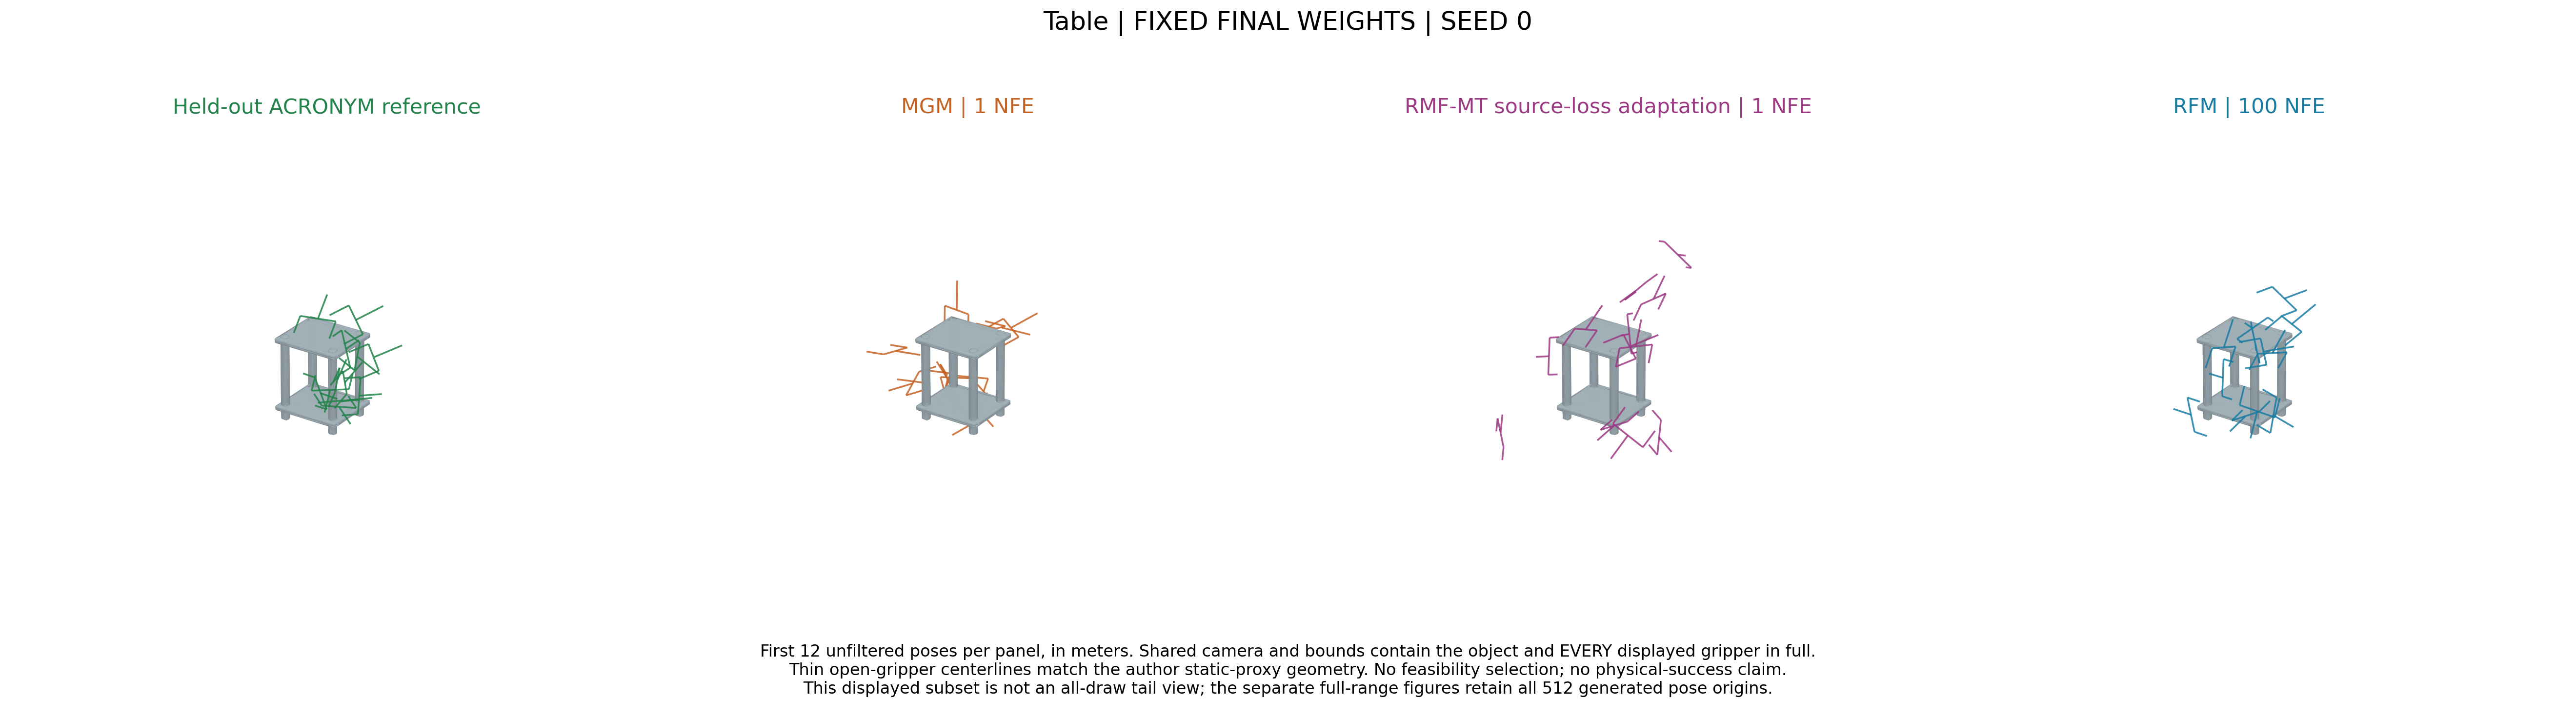 Table | FIXED FINAL WEIGHTS | SEED 0
Held-out ACRONYM reference
MGM | 1 NFE
RMF-MT source-loss adaptation | 1 NFE
RFM | 100 NFE
First 12 unfiltered poses per panel, in meters. Shared camera and bounds contain the object and EVERY displayed gripper in full.
Thin open-gripper centerlines match the author static-proxy geometry. No feasibility selection; no physical-success claim.
This displayed subset is not an all-draw tail view; the separate full-range figures retain all 512 generated pose origins.